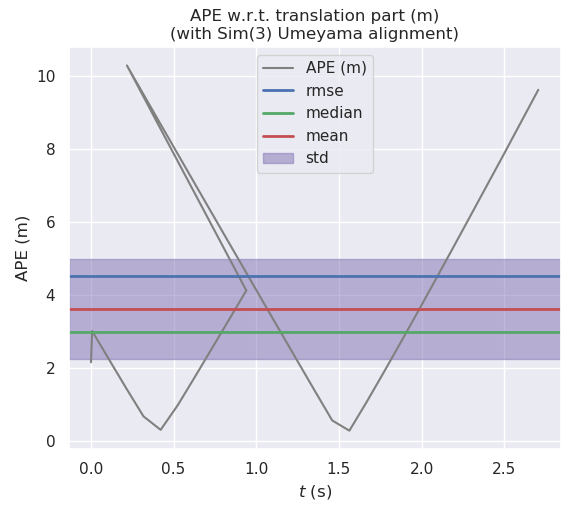 APE w.r.t. translation part (m)
(with Sim(3) Umeyama alignment)
APE (m)
rmse
median
mean
std
APE (m)
10
8
6
4
2
0
0.0 0.5 1.0 1.5 2.0 2.5
t (s)